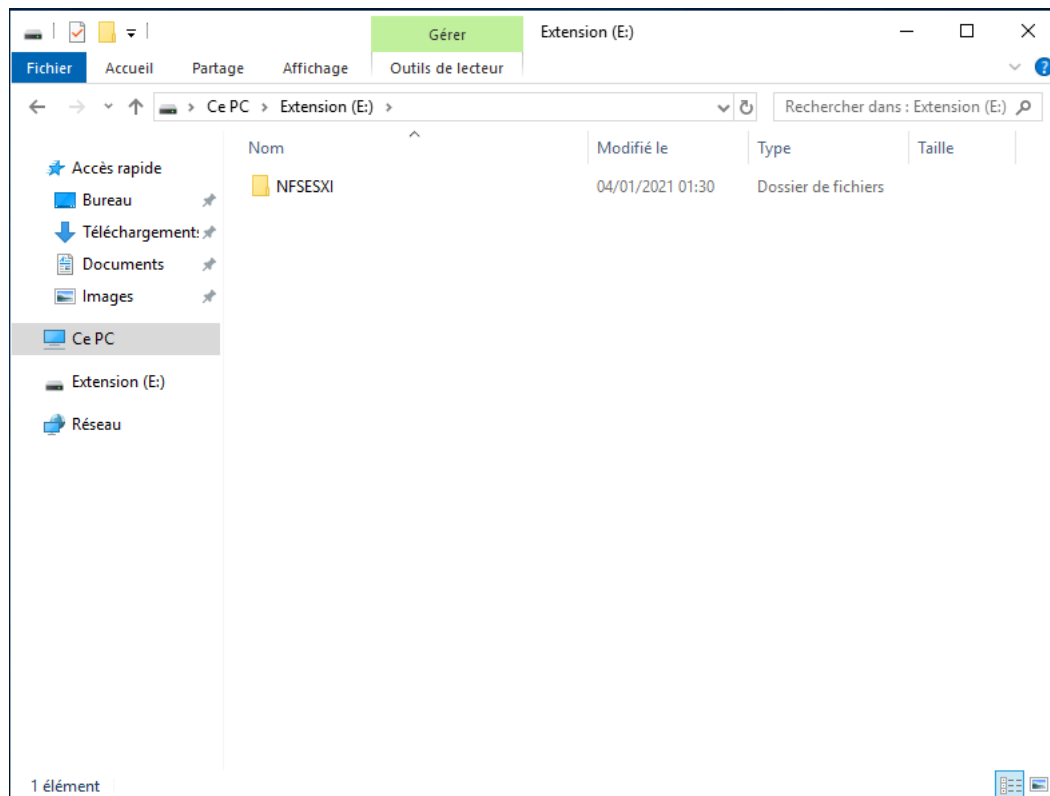 Gérer Extension (E:)
Fichier Accueil Partage Affichage Outils de lecteur
Ce PC Extension (E:) Rechercher dans : Extension (E:)
Nom Modifié le Type Taille
Accès rapide
NFSESXI 04/01/2021 01:30 Dossier de fichiers
Bureau
Téléchargements
Documents
Images
Ce PC
Extension (E:)
Réseau
1 élément